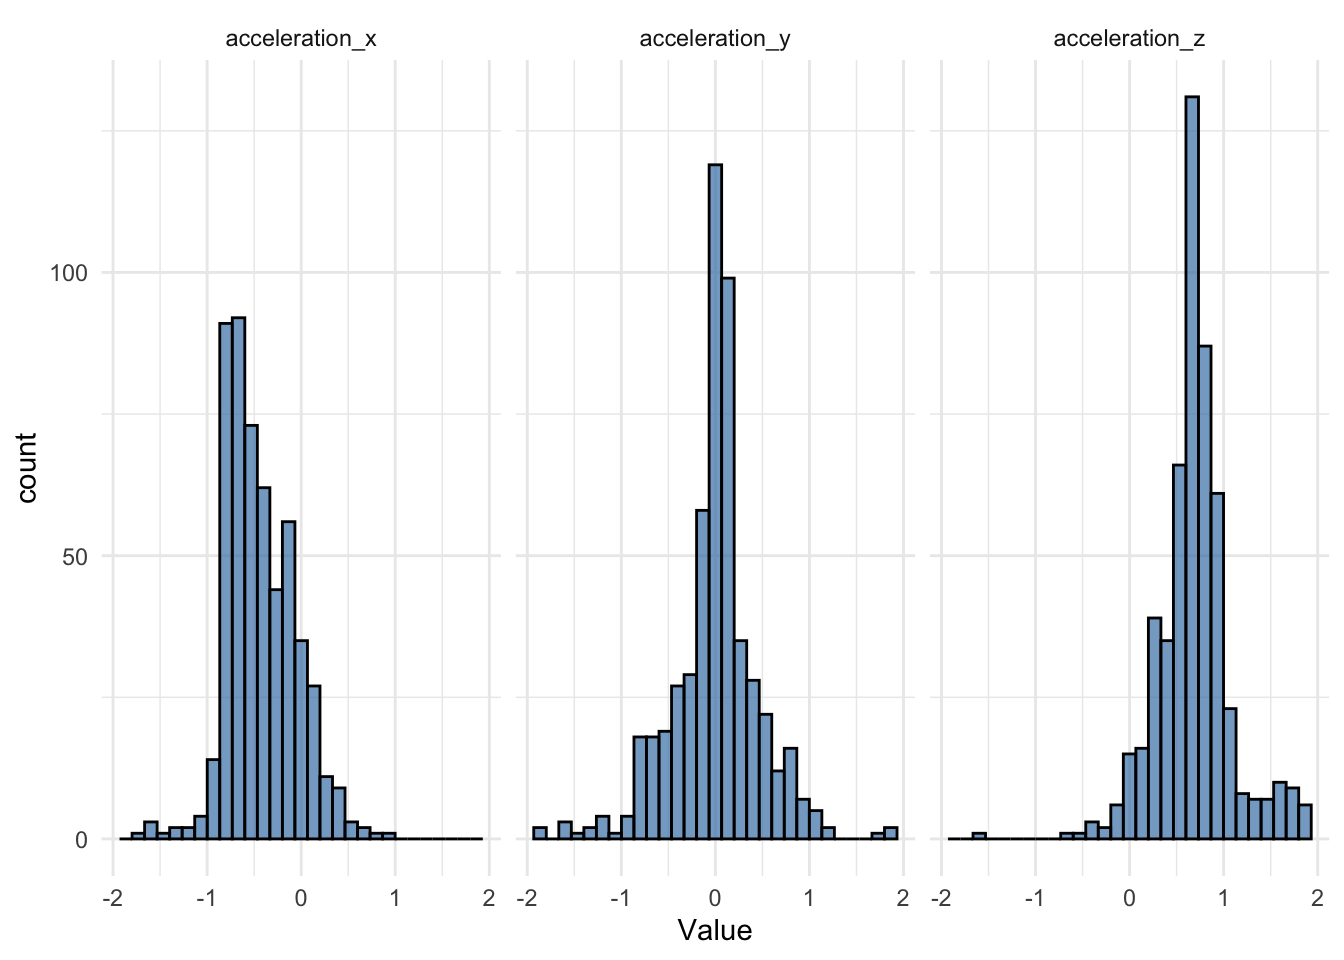 acceleration_x acceleration_y acceleration_z
100
50
0
count
-2 -1 0 1 2 -2 -1 0 1 2 -2 -1 0 1 2
Value